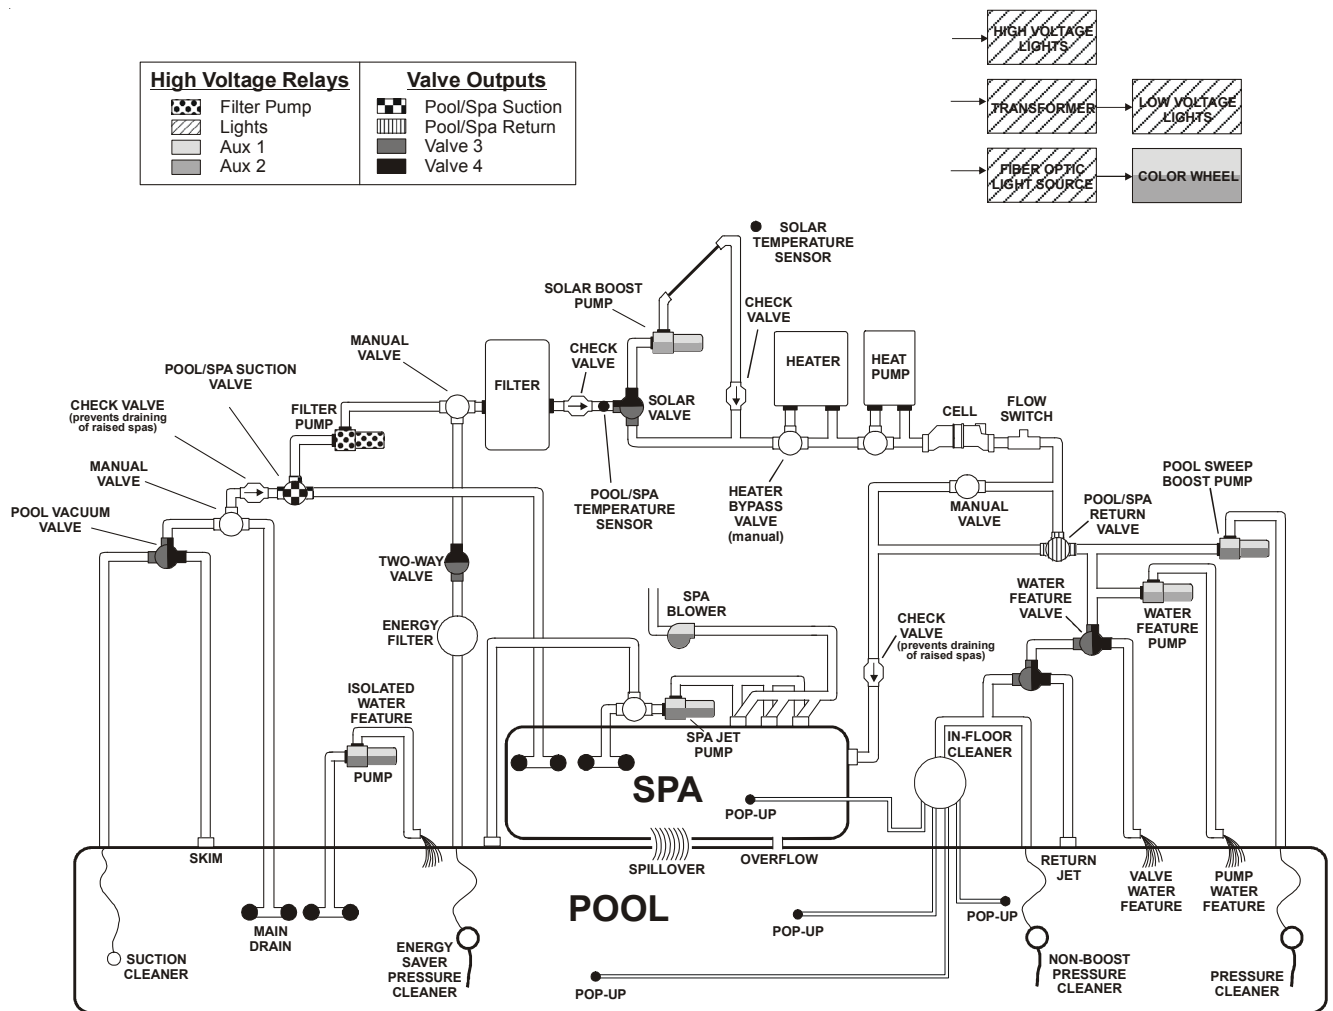 HIGH VOLTAGE
LIGHTS
TRANSFORMER
LOW VOLTAGE
LIGHTS
FIBER OPTIC
LIGHT SOURCE
COLOR WHEEL
High Voltage Relays
Filter Pump
Lights
Aux 1
Aux 2
Valve Outputs
Pool/Spa Suction
Pool/Spa Return
Valve 3
Valve 4
SOLAR
TEMPERATURE
SENSOR
SOLAR BOOST
PUMP
CHECK
VALVE
MANUAL
VALVE
CHECK
VALVE
POOL/SPA SUCTION
VALVE
FILTER
HEATER
HEAT
PUMP
CHECK VALVE
(prevents draining
of raised spas)
FILTER
PUMP
SOLAR
VALVE
CELL
FLOW
SWITCH
MANUAL
VALVE
POOL VACUUM
VALVE
POOL/SPA
TEMPERATURE
SENSOR
HEATER
BYPASS
VALVE
(manual)
MANUAL
VALVE
POOL/SPA
RETURN
VALVE
POOL SWEEP
BOOST PUMP
TWO-WAY
VALVE
ENERGY
FILTER
SPA
BLOWER
CHECK
VALVE
(prevents draining
of raised spas)
WATER
FEATURE
VALVE
WATER
FEATURE
PUMP
ISOLATED
WATER
FEATURE
PUMP
SPA JET
PUMP
IN-FLOOR
CLEANER
SPA
POP-UP
SKIM
SPILLOVER
OVERFLOW
RETURN
JET
VALVE
WATER
FEATURE
PUMP
WATER
FEATURE
POOL
POP-UP
POP-UP
MAIN
DRAIN
SUCTION
CLEANER
ENERGY
SAVER
PRESSURE
CLEANER
POP-UP
NON-BOOST
PRESSURE
CLEANER
PRESSURE
CLEANER